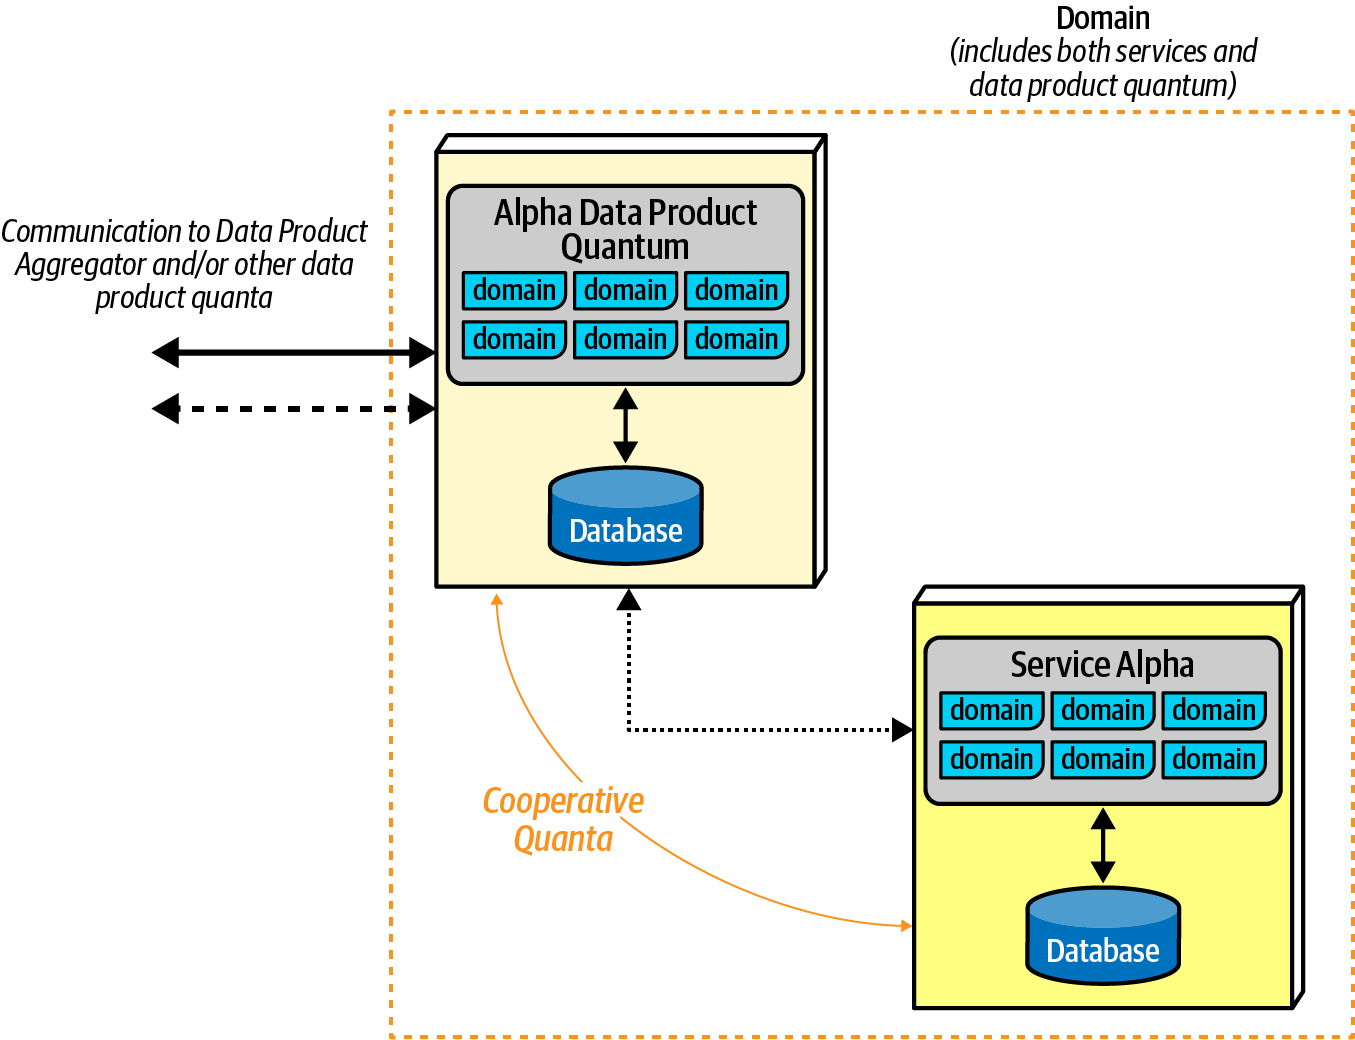 Domain
(includes both services and
data product quantum)
Communication to Data Product
Aggregator and/or other data
product quanta
Alpha Data Product
Quantum
domain domain domain
domain domain domain
Database
Cooperative
Quanta
Service Alpha
domain domain domain
domain domain domain
Database